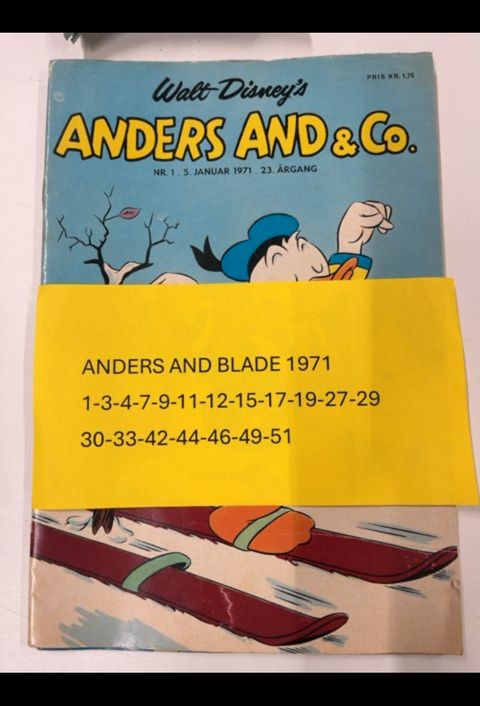 Walt Disney's
PRIS KR. 1,75
ANDERS AND & Co.
NR. 1 . 5. JANUAR 1971 . 23. ÅRGANG
ANDERS AND BLADE 1971
1-3-4-7-9-11-12-15-17-19-27-29
30-33-42-44-46-49-51